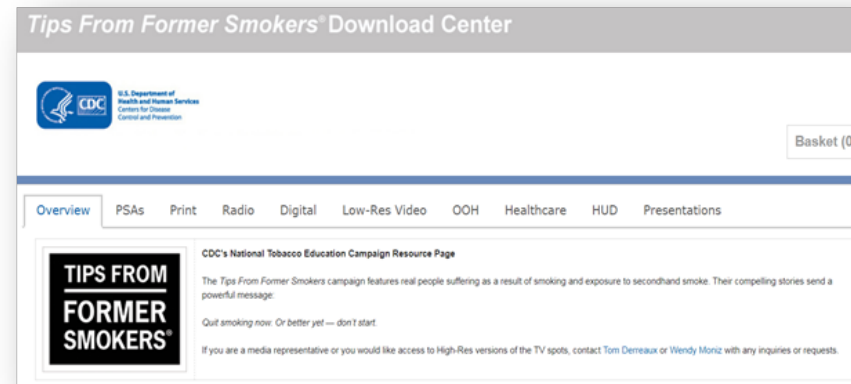 Tips From Former Smokers® Download Center
CDC
U.S. Department of
Health and Human Services
Centers for Disease
Control and Prevention
Basket (0
Overview PSAs Print Radio Digital Low-Res Video OOH Healthcare HUD Presentations
TIPS FROM
FORMER
SMOKERS®
CDC's National Tobacco Education Campaign Resource Page
The Tips From Former Smokers campaign features real people suffering as a result of smoking and exposure to secondhand smoke. Their compelling stories send a
powerful message:
Quit smoking now. Or better yet — don't start.
If you are a media representative or you would like access to High-Res versions of the TV spots, contact Tom Derreaux or Wendy Moniz with any inquiries or requests.